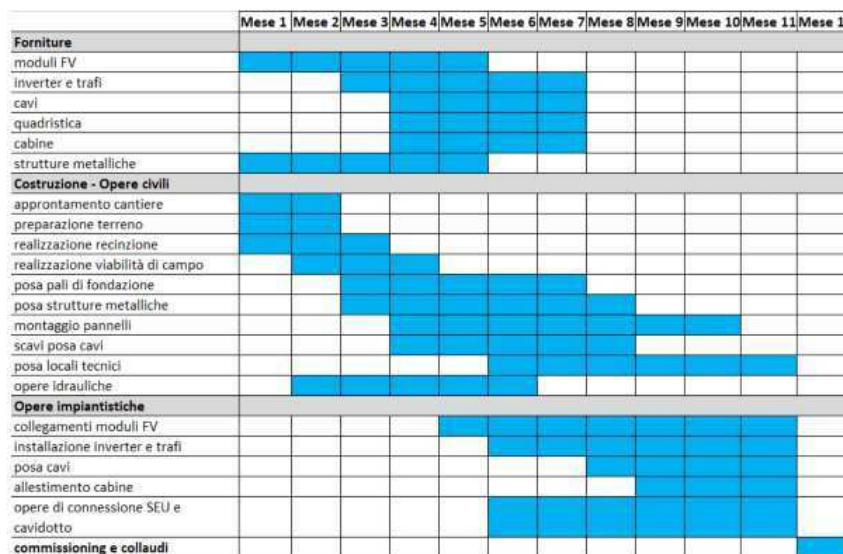 Mese 1 Mese 2 Mese 3 Mese 4 Mese 5 Mese 6 Mese 7 Mese 8 Mese 9 Mese 10 Mese 11 Mese 1
Forniture
moduli FV
inverter e trafi
cavi
quadristica
cabine
strutture metalliche
Costruzione - Opere civili
approntamento cantiere
preparazione terreno
realizzazione recinzione
realizzazione viabilità di campo
posa pali di fondazione
posa strutture metalliche
montaggio pannelli
scavi posa cavi
posa locali tecnici
opere idrauliche
Opere impiantistiche
collegamenti moduli FV
installazione inverter e trafi
posa cavi
allestimento cabine
opere di connessione SEU e
cavidotto
commissioning e collaudi